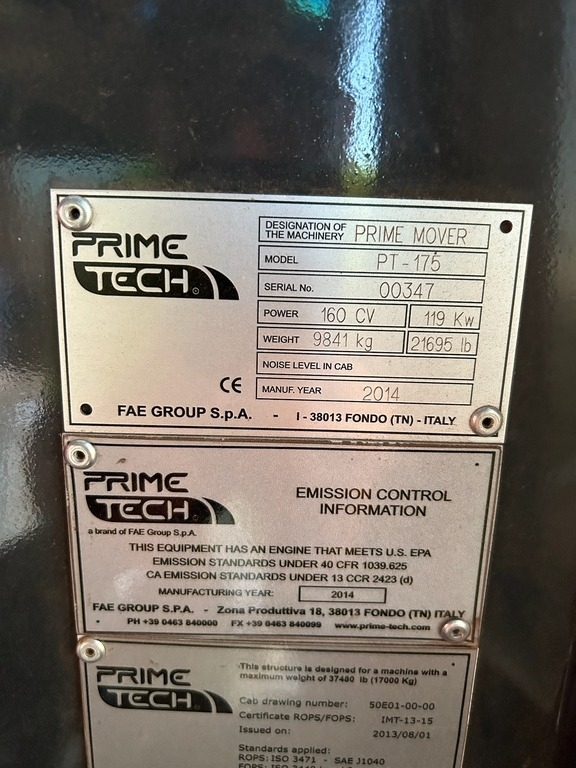 PRIME
TECH
DESIGNATION OF THE MACHINERY PRIME MOVER
MODEL PT-175
SERIAL No. 00347
POWER 160 CV 119 Kw
WEIGHT 9841 kg 21695 lb
NOISE LEVEL IN CAB
CE MANUF. YEAR 2014
FAE GROUP S.p.A. - I - 38013 FONDO (TN) - ITALY
PRIME
TECH
a brand of FAE Group S.p.A.
EMISSION CONTROL
INFORMATION
THIS EQUIPMENT HAS AN ENGINE THAT MEETS U.S. EPA
EMISSION STANDARDS UNDER 40 CFR 1039.625
CA EMISSION STANDARDS UNDER 13 CCR 2423 (d)
MANUFACTURING YEAR: 2014
FAE GROUP S.P.A. - Zona Produttiva 18, 38013 FONDO (TN) ITALY
PH +39 0463 840000 FX +39 0463 840099 www.prime-tech.com
PRIME
TECH
This structure is designed for a machine with a
maximum weight of 37480 lb (17000 Kg)
Cab drawing number: 50E01-00-00
Certificate ROPS/FOPS: IMT-13-15
Issued on: 2013/08/01
Standards applied:
ROPS: ISO 3471 - SAE J1040
FOPS: ISO